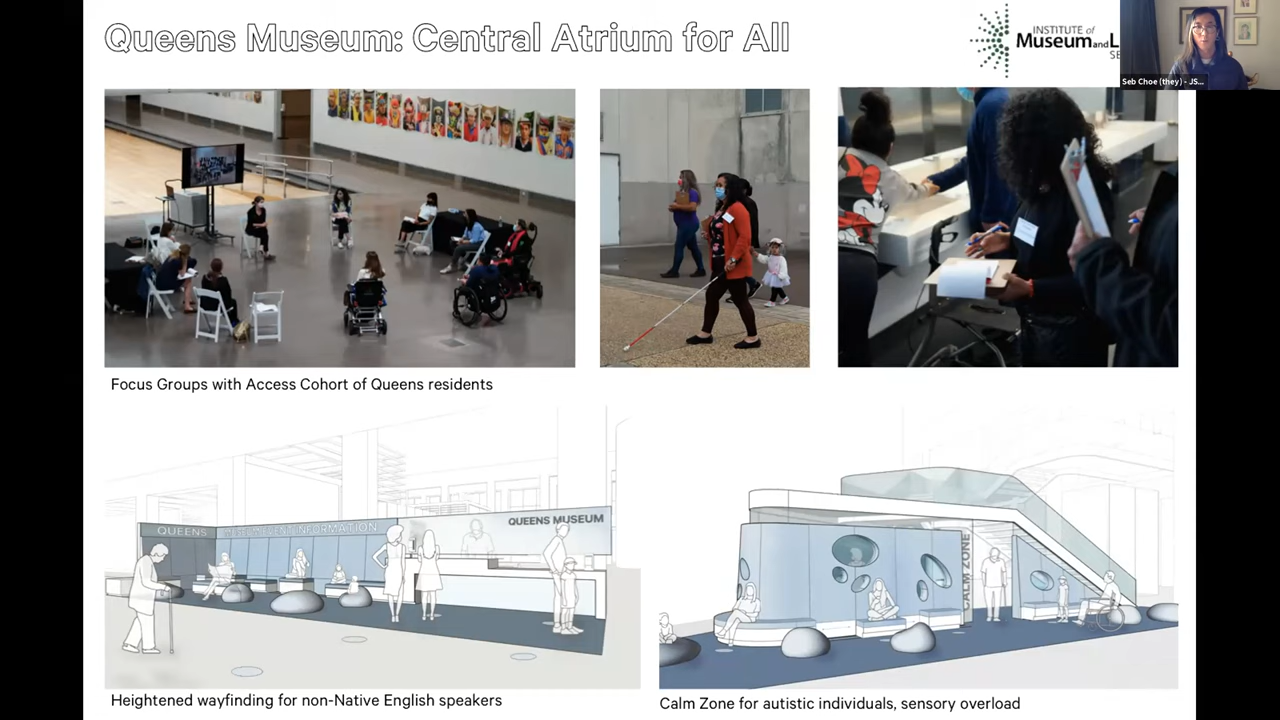 Queens Museum: Central Atrium for All
INSTITUTE of
Museum and L
SE
Seb Choe (they) - JS...
Focus Groups with Access Cohort of Queens residents
QUEENS
INFORMATION
QUEENS MUSEUM
CALM ZONE
Heightened wayfinding for non-Native English speakers
Calm Zone for autistic individuals, sensory overload